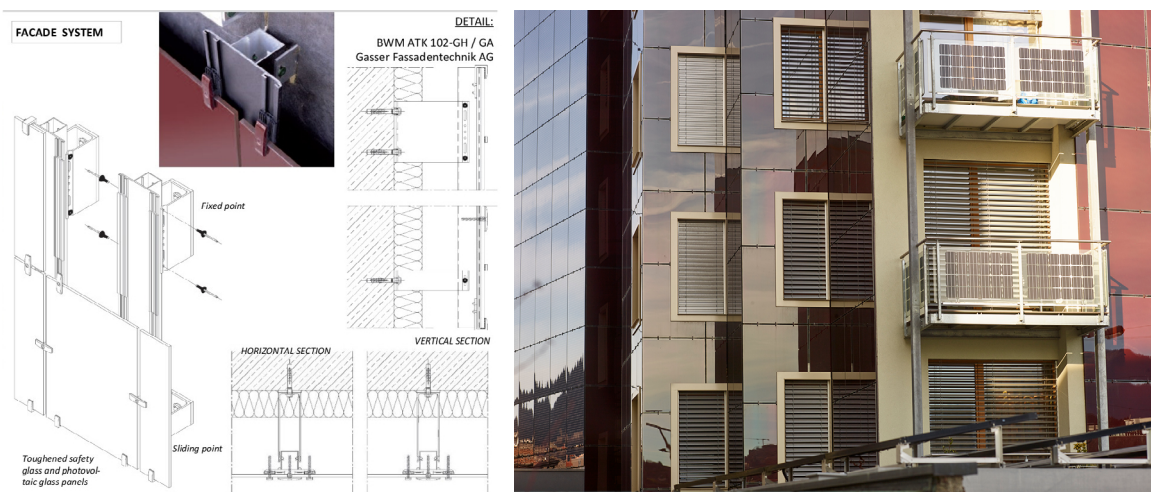 FACADE SYSTEM
DETAIL:
BWM ATK 102-GH / GA
Gasser Fassadentechnik AG
Fixed point
HORIZONTAL SECTION
VERTICAL SECTION
Sliding point
Toughened safety
glass and photovol-
taic glass panels